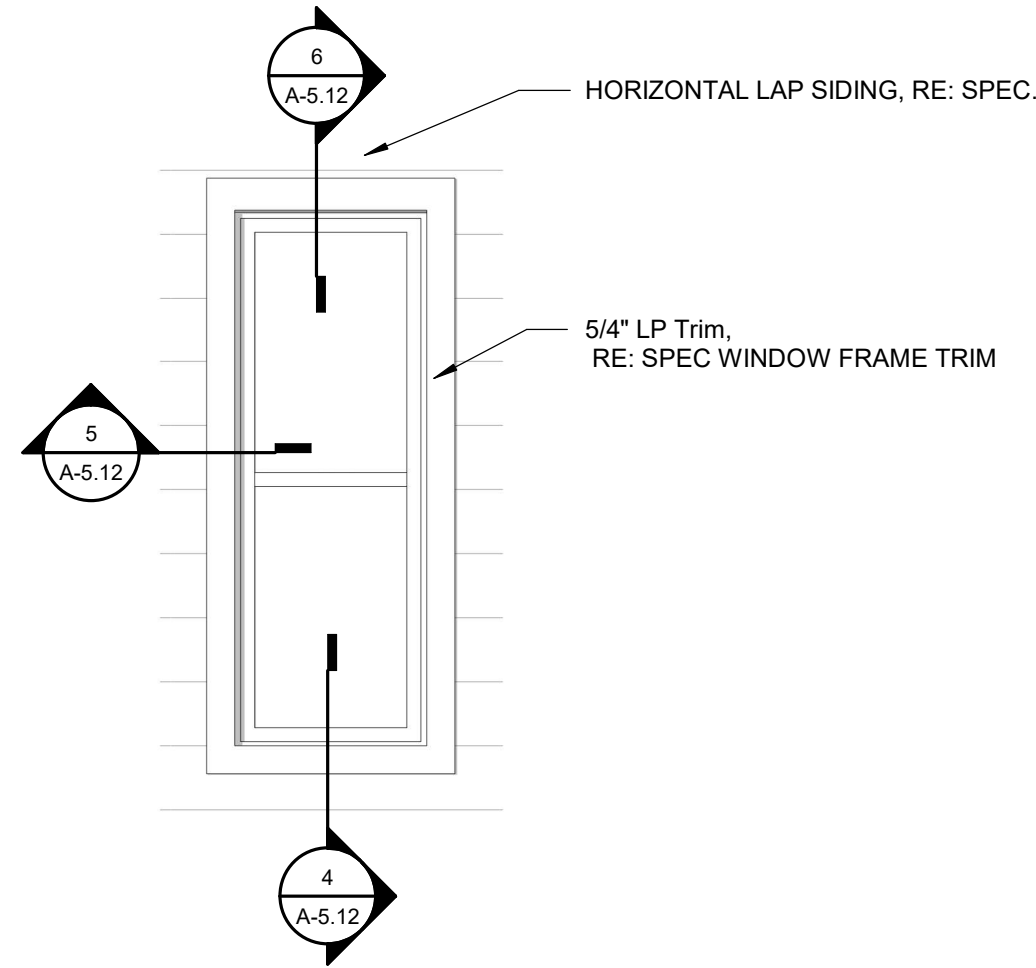 6
A-5.12
HORIZONTAL LAP SIDING, RE: SPEC.
5/4" LP Trim,
RE: SPEC WINDOW FRAME TRIM
5
A-5.12
4
A-5.12